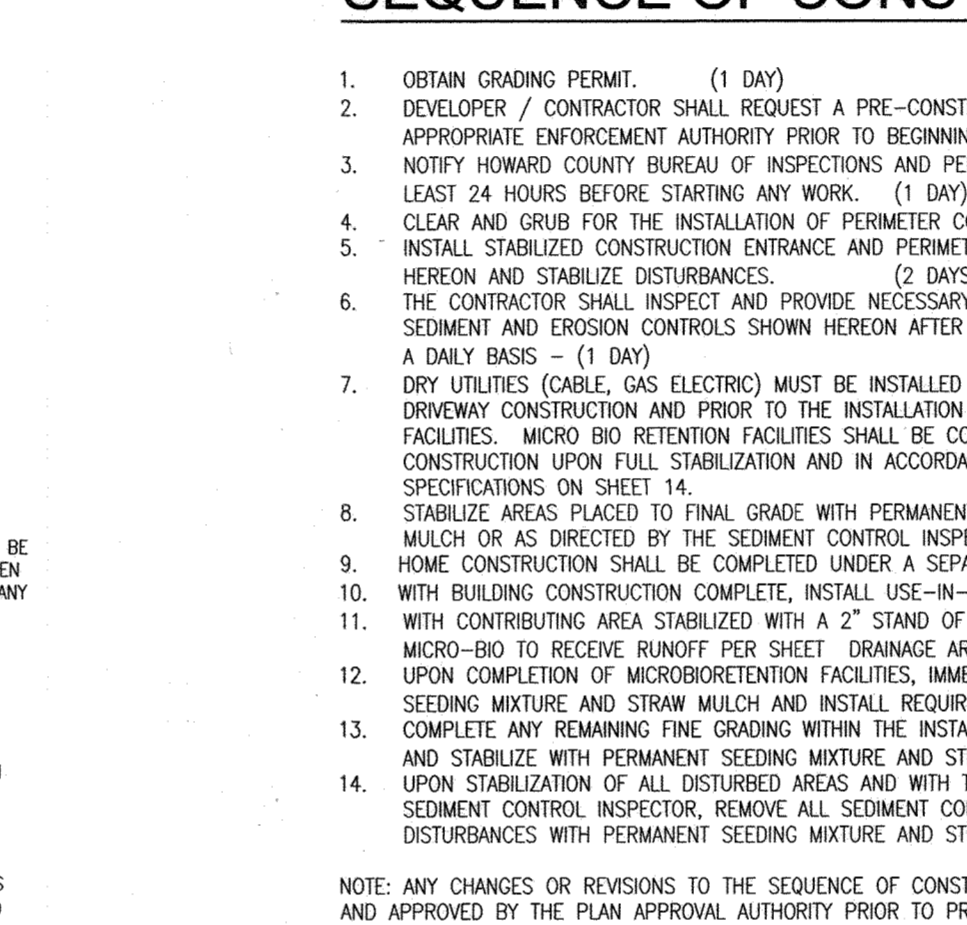 SEQUENCE OF CONS
1. OBTAIN GRADING PERMIT. (1 DAY)
2. DEVELOPER / CONTRACTOR SHALL REQUEST A PRE-CONST
APPROPRIATE ENFORCEMENT AUTHORITY PRIOR TO BEGINNIN
3. NOTIFY HOWARD COUNTY BUREAU OF INSPECTIONS AND PE
LEAST 24 HOURS BEFORE STARTING ANY WORK. (1 DAY)
4. CLEAR AND GRUB FOR THE INSTALLATION OF PERIMETER CO
5. INSTALL STABILIZED CONSTRUCTION ENTRANCE AND PERIMET
HEREON AND STABILIZE DISTURBANCES. (2 DAYS
6. THE CONTRACTOR SHALL INSPECT AND PROVIDE NECESSARY
SEDIMENT AND EROSION CONTROLS SHOWN HEREON AFTER
A DAILY BASIS - (1 DAY)
7. DRY UTILITIES (CABLE, GAS ELECTRIC) MUST BE INSTALLED
DRIVEWAY CONSTRUCTION AND PRIOR TO THE INSTALLATION
FACILITIES. MICRO BIO RETENTION FACILITIES SHALL BE CO
CONSTRUCTION UPON FULL STABILIZATION AND IN ACCORDA
SPECIFICATIONS ON SHEET 14.
8. STABILIZE AREAS PLACED TO FINAL GRADE WITH PERMANEN
MULCH OR AS DIRECTED BY THE SEDIMENT CONTROL INSPE
9. HOME CONSTRUCTION SHALL BE COMPLETED UNDER A SEPA
10. WITH BUILDING CONSTRUCTION COMPLETE, INSTALL USE-IN-
11. WITH CONTRIBUTING AREA STABILIZED WITH A 2" STAND OF
MICRO-BIO TO RECEIVE RUNOFF PER SHEET DRAINAGE AR
12. UPON COMPLETION OF MICROBIORETENTION FACILITIES, IMME
SEEDING MIXTURE AND STRAW MULCH AND INSTALL REQUIR
13. COMPLETE ANY REMAINING FINE GRADING WITHIN THE INSTA
AND STABILIZE WITH PERMANENT SEEDING MIXTURE AND ST
14. UPON STABILIZATION OF ALL DISTURBED AREAS AND WITH T
SEDIMENT CONTROL INSPECTOR, REMOVE ALL SEDIMENT CO
DISTURBANCES WITH PERMANENT SEEDING MIXTURE AND ST
NOTE: ANY CHANGES OR REVISIONS TO THE SEQUENCE OF CONST
AND APPROVED BY THE PLAN APPROVAL AUTHORITY PRIOR TO PR
BE
EN
ANY